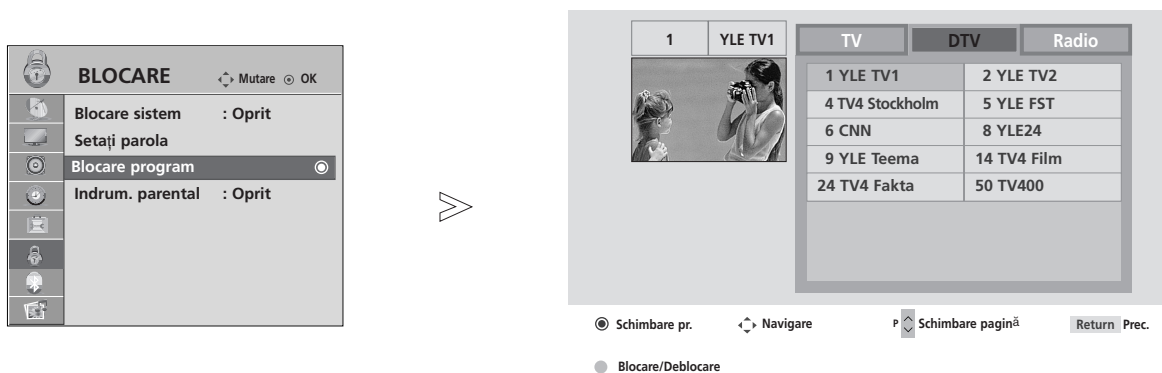 BLOCARE Mutare OK
Blocare sistem : Oprit
Setați parola
Blocare program
Indrum. parental : Oprit
1 YLE TV1
TV DTV Radio
1 YLE TV1 2 YLE TV2
4 TV4 Stockholm 5 YLE FST
6 CNN 8 YLE24
9 YLE Teema 14 TV4 Film
24 TV4 Fakta 50 TV400
Schimbare pr. Navigare P Schimbare pagină Return Prec.
Blocare/Deblocare